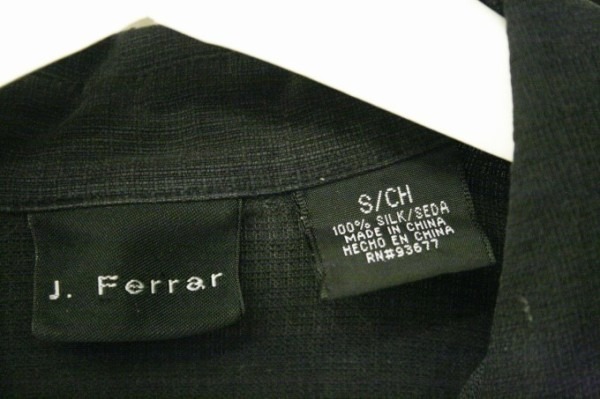 J. Ferrar
S/CH
100% SILK/SEDA
MADE IN CHINA
HECHO EN CHINA
RN#93677